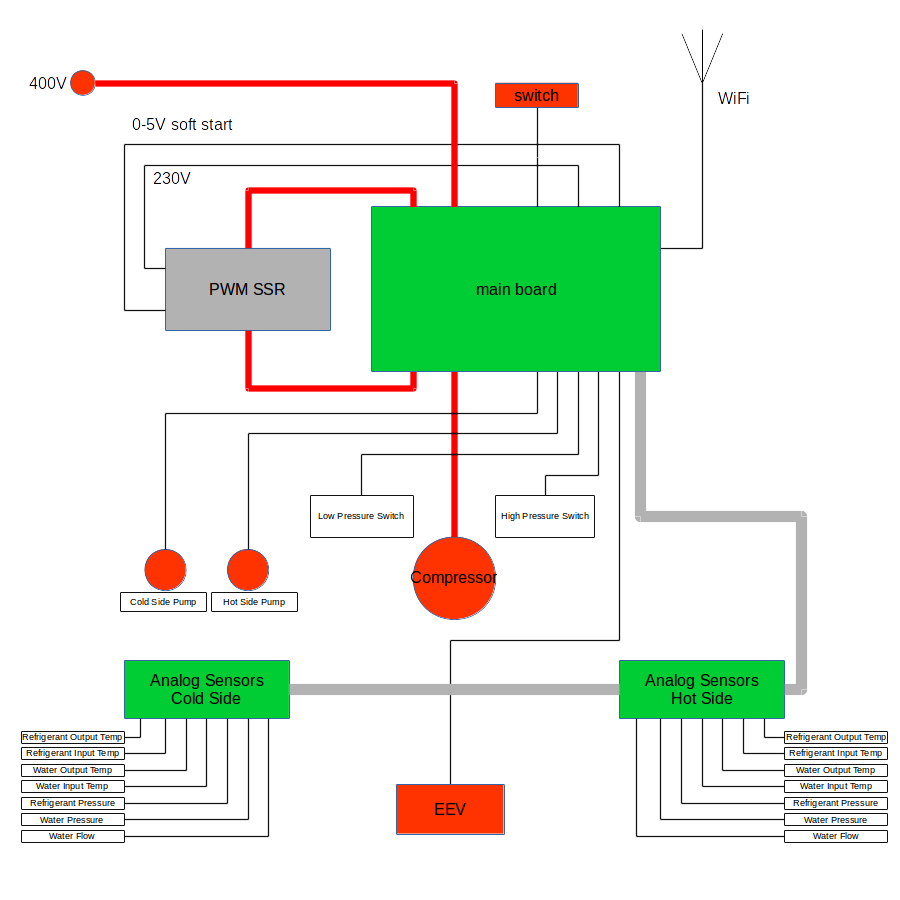 400V
switch
WiFi
0-5V soft start
230V
PWM SSR
main board
Low Pressure Switch
High Pressure Switch
Compressor
Cold Side Pump
Hot Side Pump
Analog Sensors
Cold Side
Analog Sensors
Hot Side
Refrigerant Output Temp
Refrigerant Input Temp
Water Output Temp
Water Input Temp
Refrigerant Pressure
Water Pressure
Water Flow
EEV
Refrigerant Output Temp
Refrigerant Input Temp
Water Output Temp
Water Input Temp
Refrigerant Pressure
Water Pressure
Water Flow